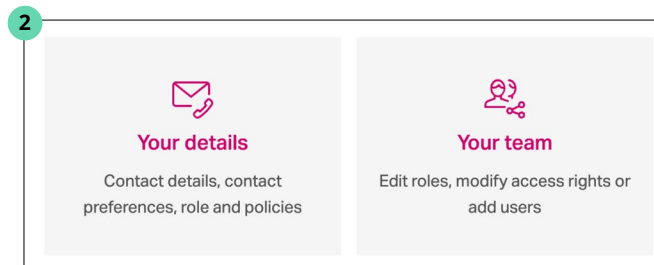 2
Your details
Contact details, contact
preferences, role and policies
Your team
Edit roles, modify access rights or
add users